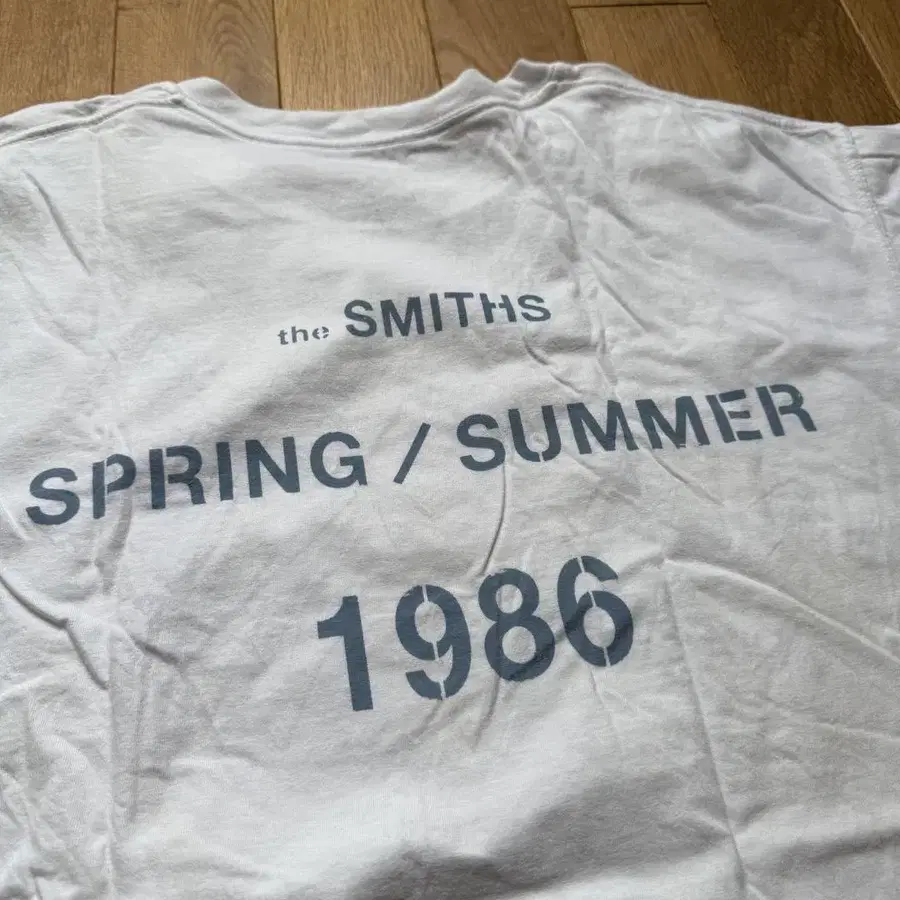 the SMITHS
SPRING / SUMMER
1986